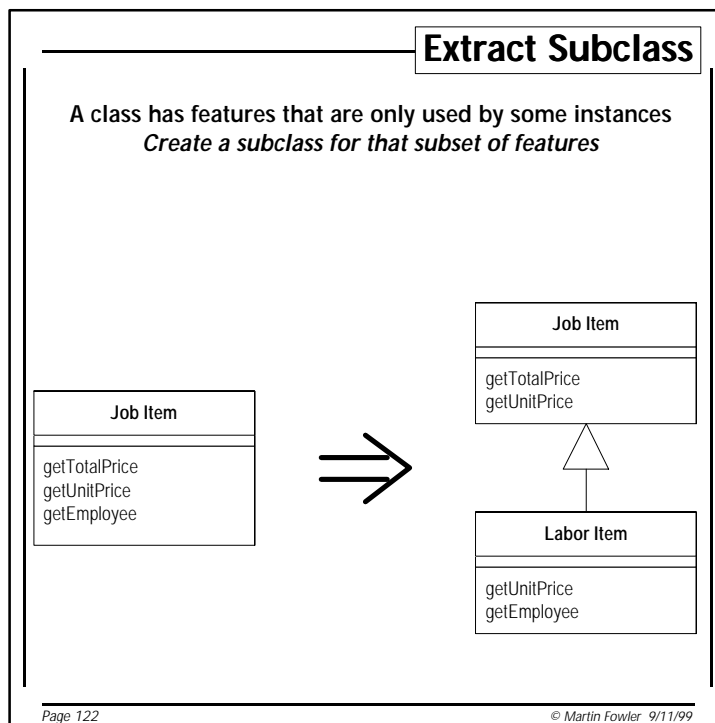 Extract Subclass
A class has features that are only used by some instances
Create a subclass for that subset of features
Job Item
getTotalPrice
getUnitPrice
getEmployee
Job Item
getTotalPrice
getUnitPrice
Labor Item
getUnitPrice
getEmployee
Page 122
© Martin Fowler 9/11/99